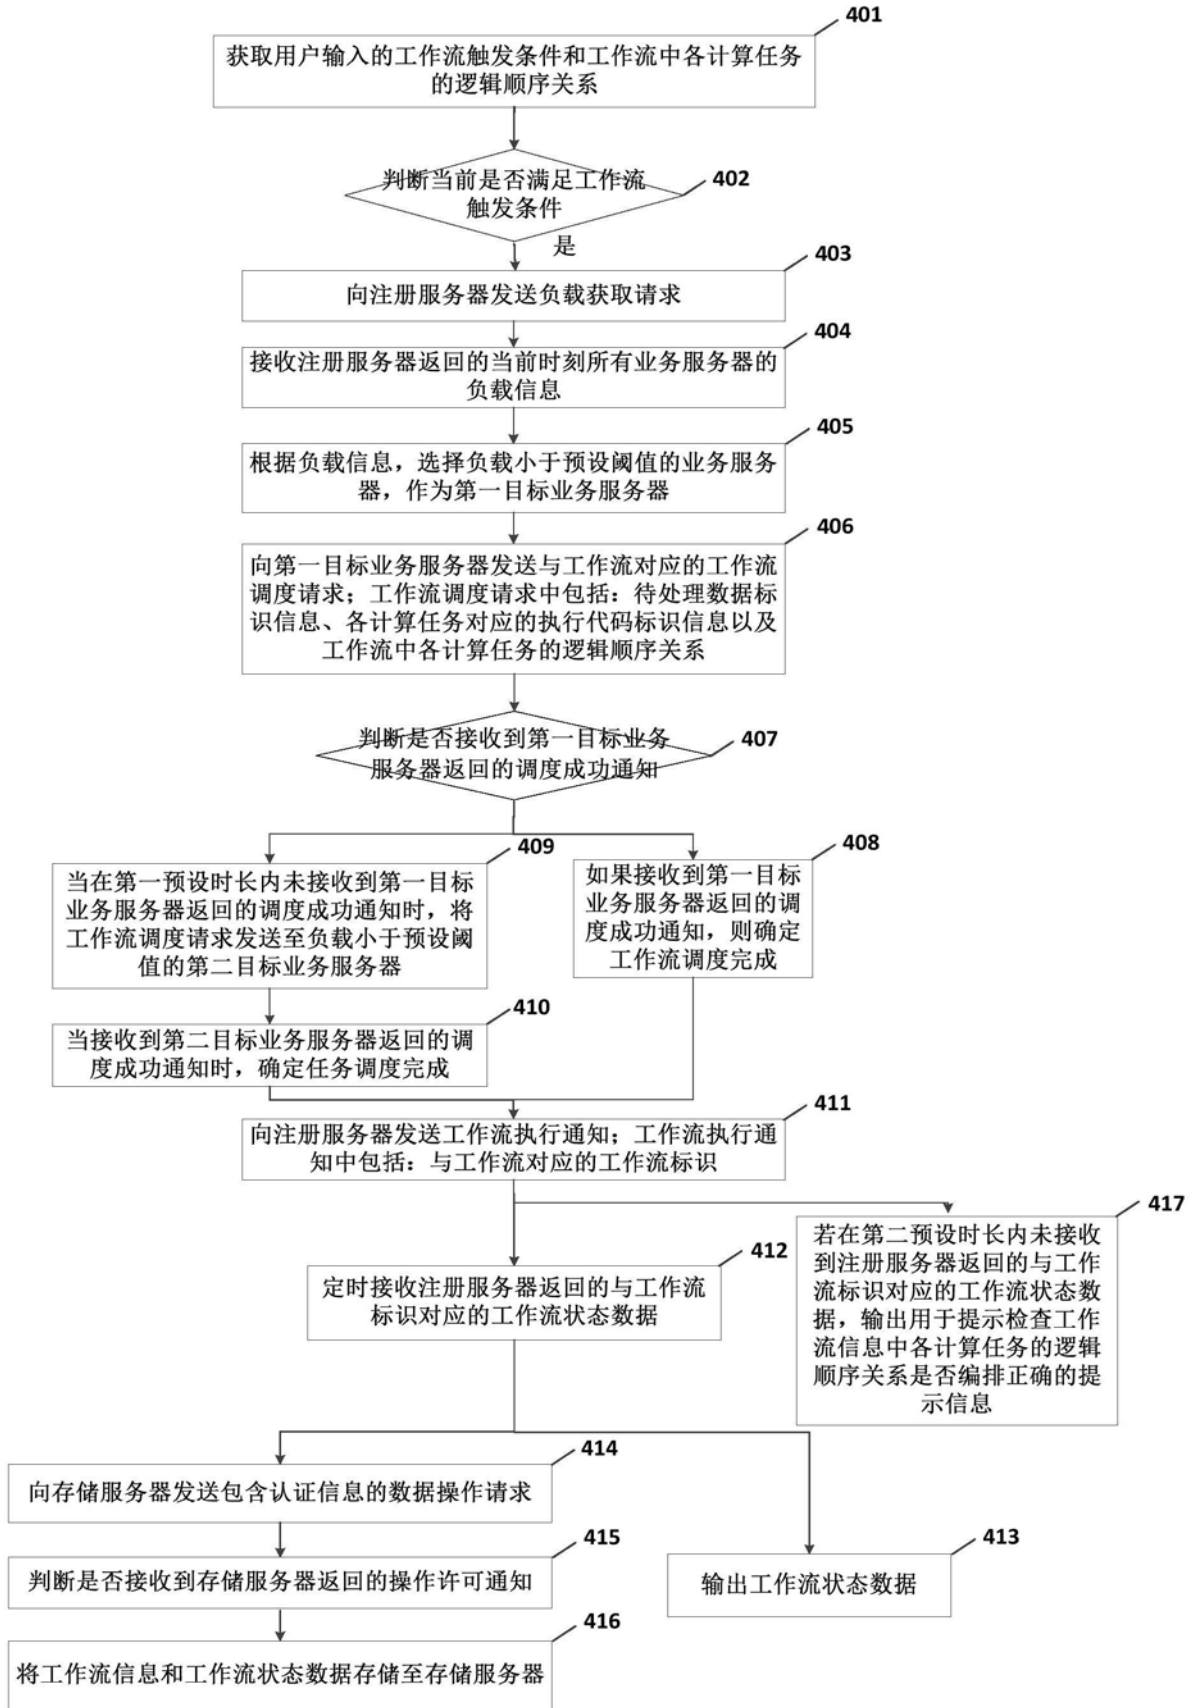 401
获取用户输入的工作流触发条件和工作流中各计算任务
的逻辑顺序关系
402
判断当前是否满足工作流
触发条件
是
403
向注册服务器发送负载获取请求
404
接收注册服务器返回的当前时刻所有业务服务器的
负载信息
405
根据负载信息，选择负载小于预设阈值的业务服务
器，作为第一目标业务服务器
406
向第一目标业务服务器发送与工作流对应的工作流
调度请求；工作流调度请求中包括：待处理数据标
识信息、各计算任务对应的执行代码标识信息以及
工作流中各计算任务的逻辑顺序关系
407
判断是否接收到第一目标业务
服务器返回的调度成功通知
409
当在第一预设时长内未接收到第一目标
业务服务器返回的调度成功通知时，将
工作流调度请求发送至负载小于预设阈
值的第二目标业务服务器
408
如果接收到第一目标
业务服务器返回的调
度成功通知，则确定
工作流调度完成
410
当接收到第二目标业务服务器返回的调
度成功通知时，确定任务调度完成
411
向注册服务器发送工作流执行通知；工作流执行通
知中包括：与工作流对应的工作流标识
412
定时接收注册服务器返回的与工作流
标识对应的工作流状态数据
417
若在第二预设时长内未接收
到注册服务器返回的与工作
流标识对应的工作流状态数
据，输出用于提示检查工作
流信息中各计算任务的逻辑
顺序关系是否编排正确的提
示信息
414
向存储服务器发送包含认证信息的数据操作请求
415
判断是否接收到存储服务器返回的操作许可通知
413
输出工作流状态数据
416
将工作流信息和工作流状态数据存储至存储服务器